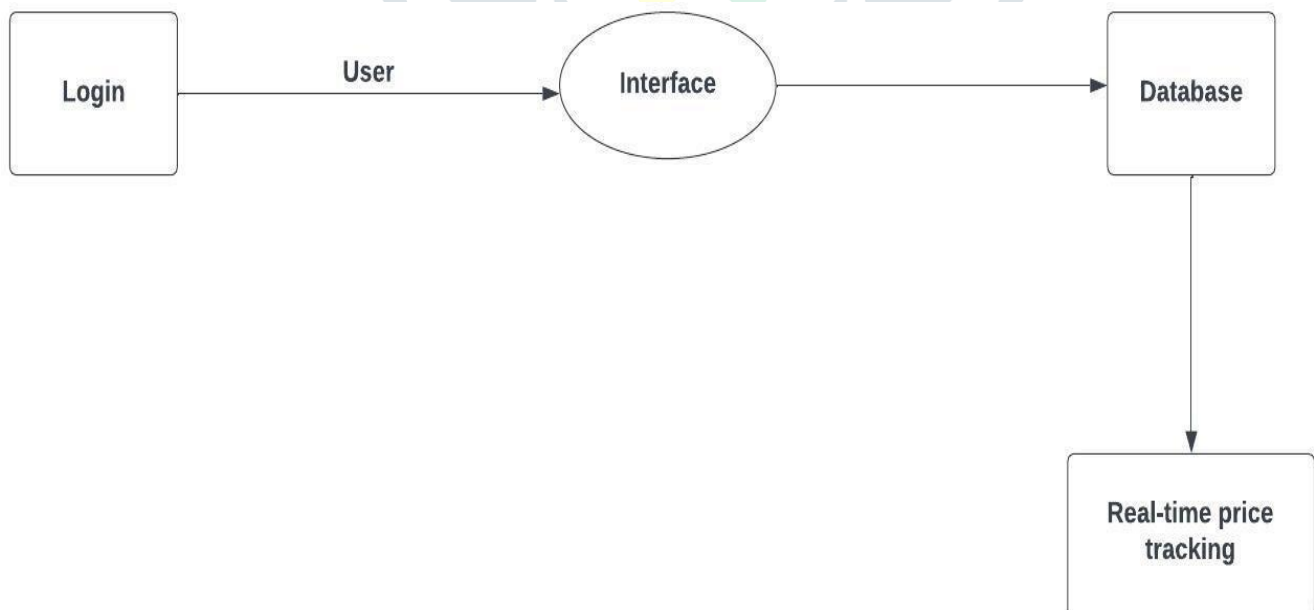 Login
User
Interface
Database
Real-time price
tracking